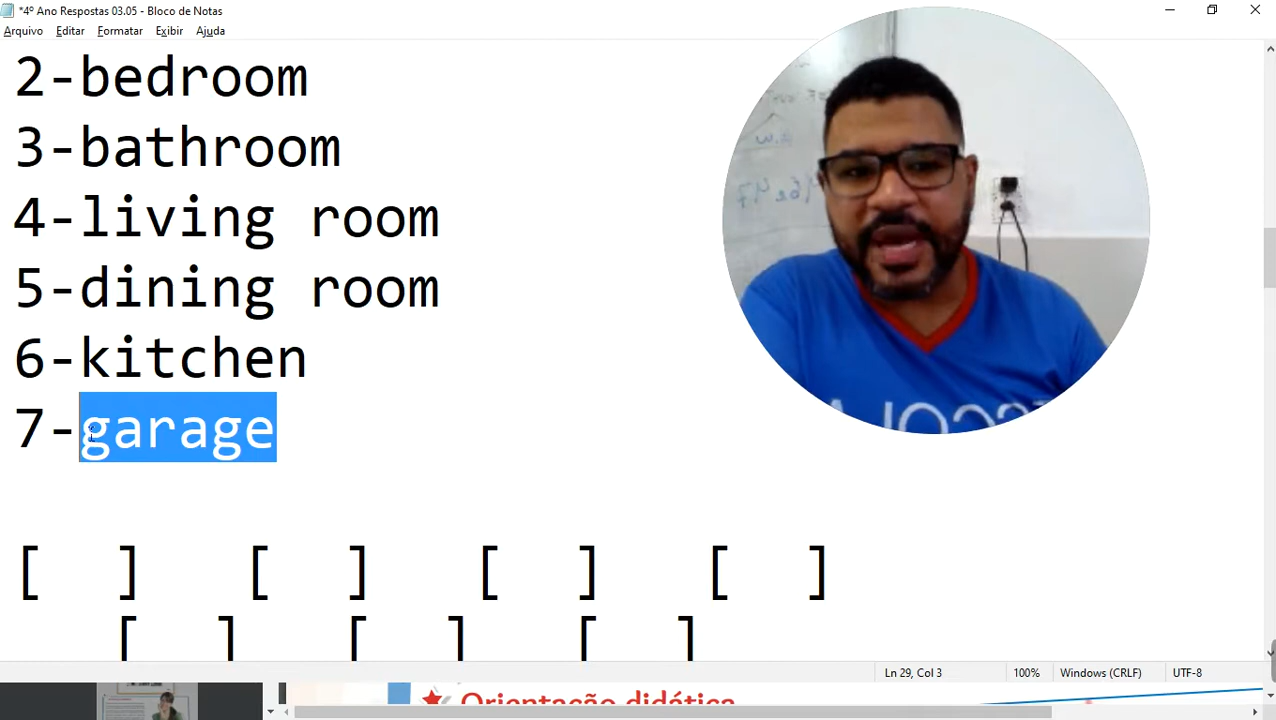 *4º Ano Respostas 03.05 - Bloco de Notas
Arquivo Editar Formatar Exibir Ajuda
2-bedroom
3-bathroom
4-living room
5-dining room
6-kitchen
7-garage
[ ] [ ] [ ] [ ]
[ ] [ ] [ ]
Ln 29, Col 3 100% Windows (CRLF) UTF-8
Orientação didática